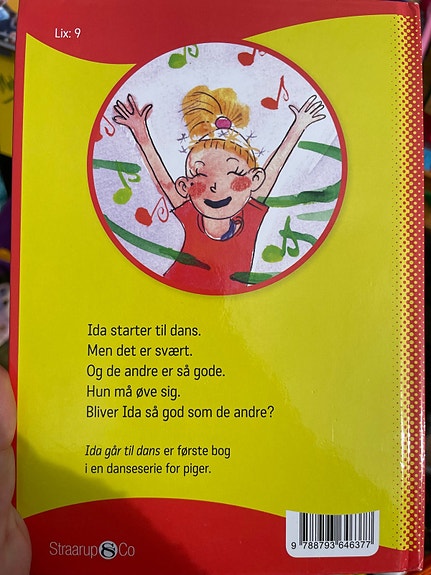 Lix: 9
Ida starter til dans.
Men det er svært.
Og de andre er så gode.
Hun må øve sig.
Bliver Ida så god som de andre?
Ida går til dans er første bog
i en danseserie for piger.
Straarup & Co
9 788793 646377